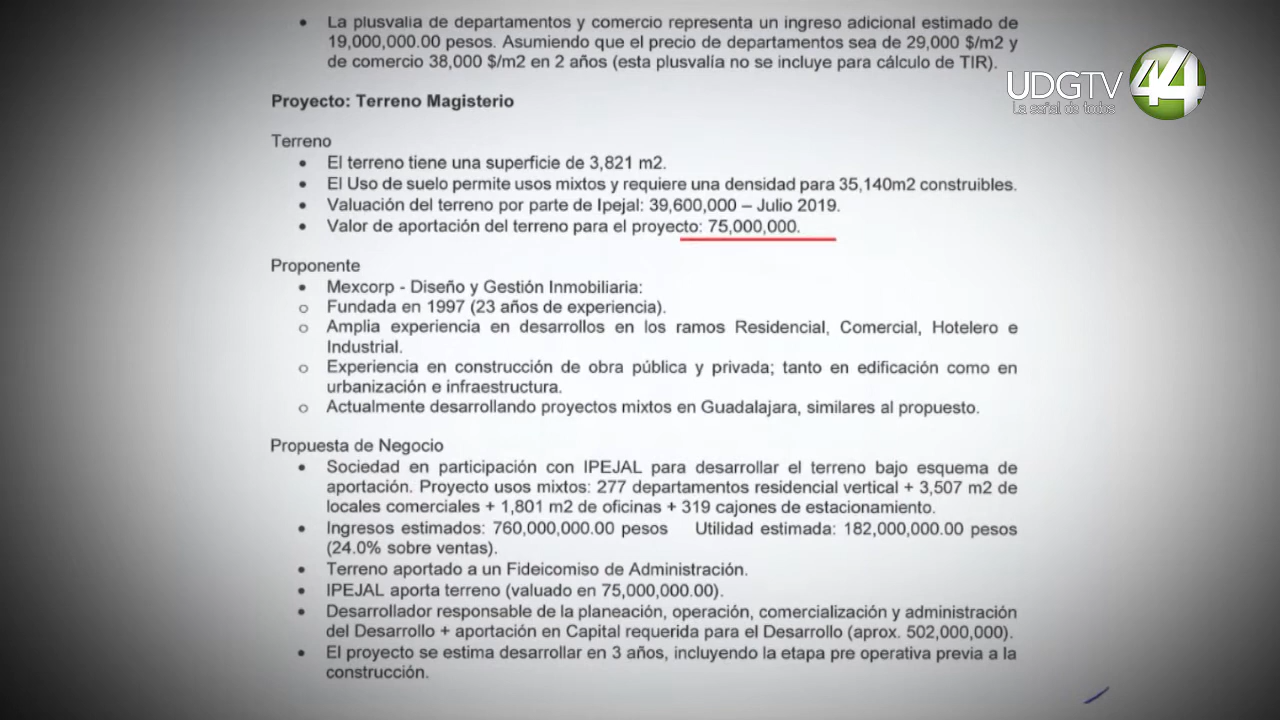 La plusvalía de departamentos y comercio representa un ingreso adicional estimado de
19,000,000.00 pesos. Asumiendo que el precio de departamentos sea de 29,000 $/m2 y
de comercio 38,000 $/m2 en 2 años (esta plusvalía no se incluye para cálculo de TIR).
UDGTV 44
La señal de todos
Proyecto: Terreno Magisterio
Terreno
El terreno tiene una superficie de 3,821 m2.
El Uso de suelo permite usos mixtos y requiere una densidad para 35,140m2 construibles.
Valuación del terreno por parte de Ipejal: 39,600,000 – Julio 2019.
Valor de aportación del terreno para el proyecto: 75,000,000.
Proponente
Mexcorp - Diseño y Gestión Inmobiliaria:
Fundada en 1997 (23 años de experiencia).
Amplia experiencia en desarrollos en los ramos Residencial, Comercial, Hotelero e
Industrial.
Experiencia en construcción de obra pública y privada; tanto en edificación como en
urbanización e infraestructura.
Actualmente desarrollando proyectos mixtos en Guadalajara, similares al propuesto.
Propuesta de Negocio
Sociedad en participación con IPEJAL para desarrollar el terreno bajo esquema de
aportación. Proyecto usos mixtos: 277 departamentos residencial vertical + 3,507 m2 de
locales comerciales + 1,801 m2 de oficinas + 319 cajones de estacionamiento.
Ingresos estimados: 760,000,000.00 pesos Utilidad estimada: 182,000,000.00 pesos
(24.0% sobre ventas).
Terreno aportado a un Fideicomiso de Administración.
IPEJAL aporta terreno (valuado en 75,000,000.00).
Desarrollador responsable de la planeación, operación, comercialización y administración
del Desarrollo + aportación en Capital requerida para el Desarrollo (aprox. 502,000,000).
El proyecto se estima desarrollar en 3 años, incluyendo la etapa pre operativa previa a la
construcción.